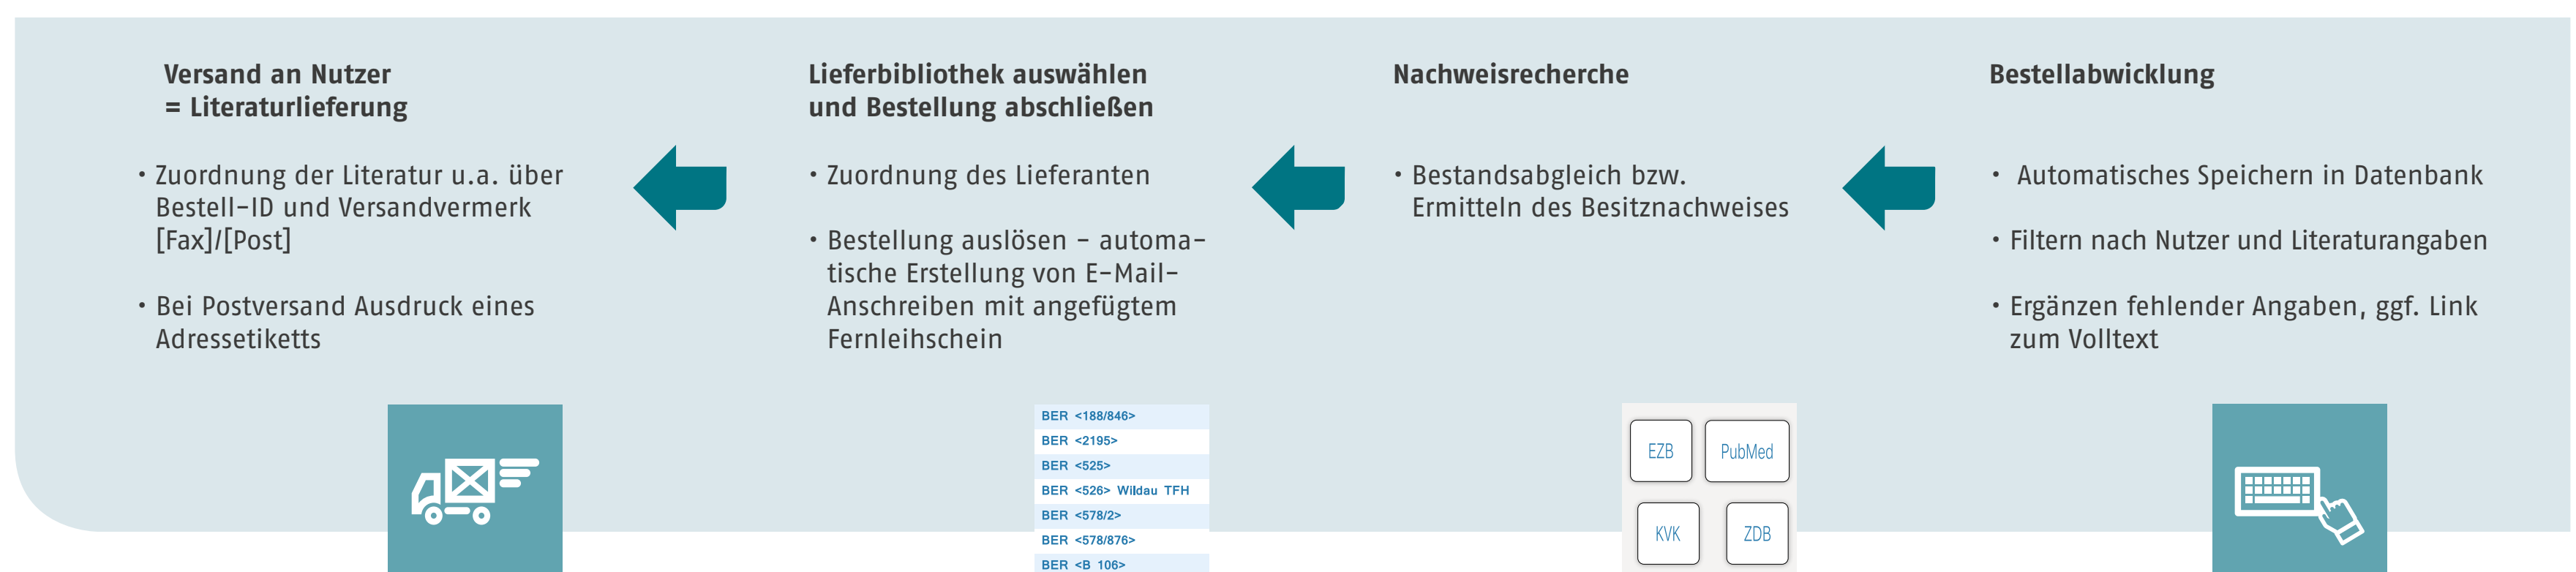 Versand an Nutzer
= Literaturlieferung
• Zuordnung der Literatur u.a. über
Bestell-ID und Versandvermerk
[Fax]/[Post]
• Bei Postversand Ausdruck eines
Adressetiketts
Lieferbibliothek auswählen
und Bestellung abschließen
• Zuordnung des Lieferanten
• Bestellung auslösen – automa-
tische Erstellung von E-Mail-
Anschreiben mit angefügtem
Fernleihschein
BER <188/846>
BER <2195>
BER <525>
BER <526> Wildau TFH
BER <578/2>
BER <578/876>
BER <B 106>
Nachweisrecherche
• Bestandsabgleich bzw.
Ermitteln des Besitznachweises
EZB PubMed
KVK ZDB
Bestellabwicklung
• Automatisches Speichern in Datenbank
• Filtern nach Nutzer und Literaturangaben
• Ergänzen fehlender Angaben, ggf. Link
zum Volltext